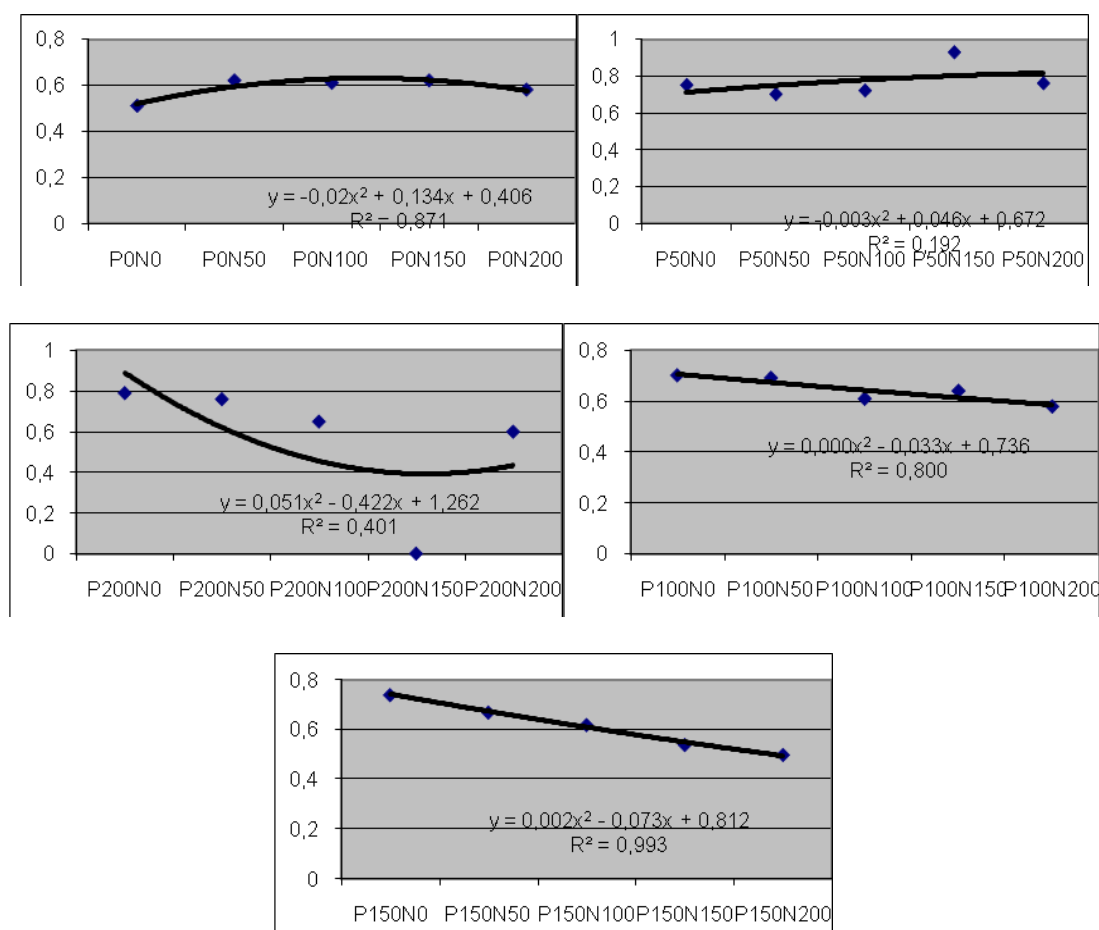 0,8
0,6
0,4
0,2
0
y = -0,02x² + 0,134x + 0,406
R² = 0,871
P0N0 P0N50 P0N100 P0N150 P0N200
1
0,8
0,6
0,4
0,2
0
y = -0,003x² + 0,046x + 0,672
R² = 0,192
P50N0 P50N50 P50N100 P50N150 P50N200
1
0,8
0,6
0,4
0,2
0
y = 0,051x² - 0,422x + 1,262
R² = 0,401
P200N0 P200N50 P200N100 P200N150 P200N200
0,8
0,6
0,4
0,2
0
y = 0,000x² - 0,033x + 0,736
R² = 0,800
P100N0 P100N50 P100N100 P100N150 P100N200
0,8
0,6
0,4
0,2
0
y = 0,002x² - 0,073x + 0,812
R² = 0,993
P150N0 P150N50 P150N100 P150N150 P150N200